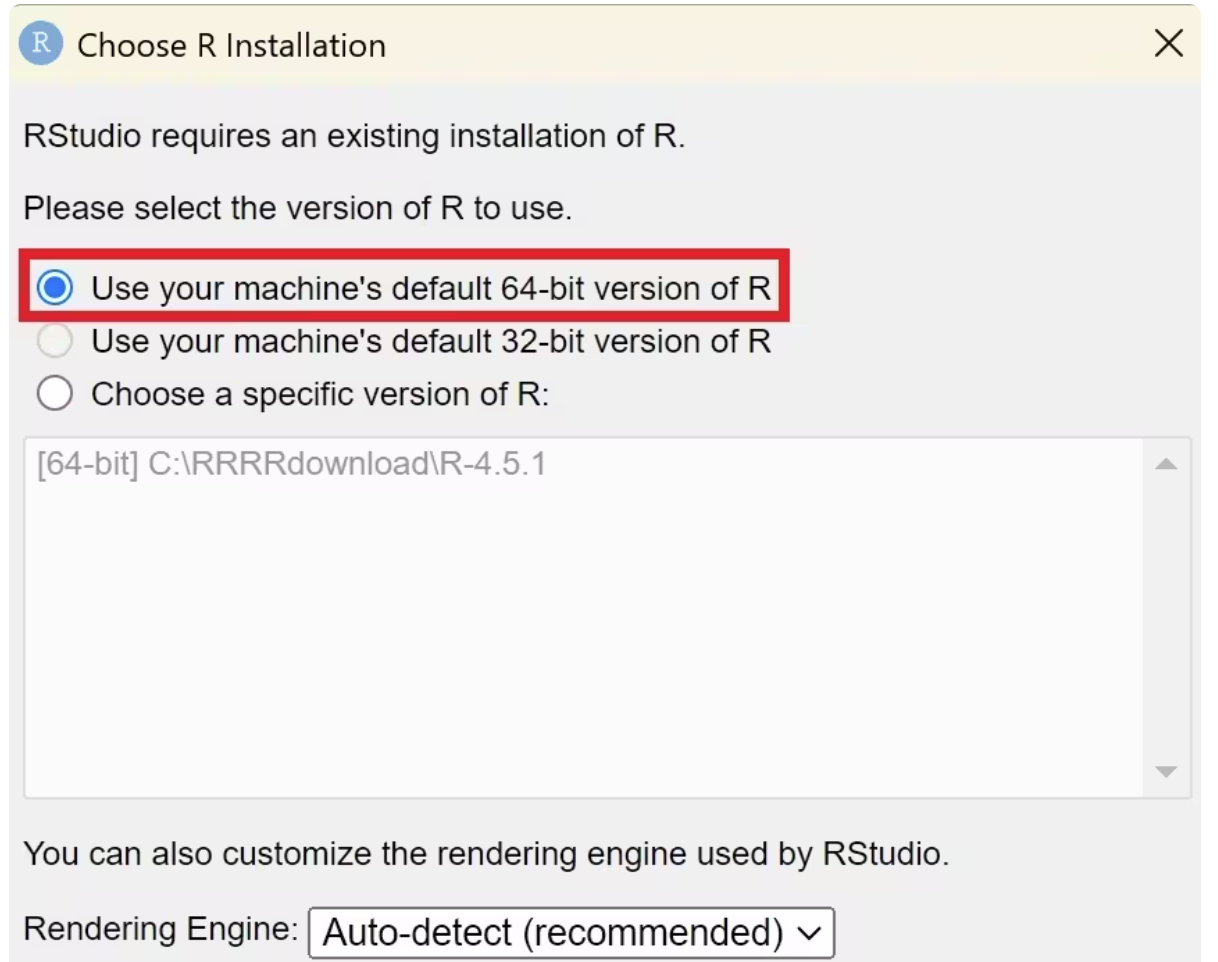 R Choose R Installation
RStudio requires an existing installation of R.
Please select the version of R to use.
Use your machine's default 64-bit version of R
Use your machine's default 32-bit version of R
Choose a specific version of R:
[64-bit] C:\RRRRdownload\R-4.5.1
You can also customize the rendering engine used by RStudio.
Rendering Engine: Auto-detect (recommended)